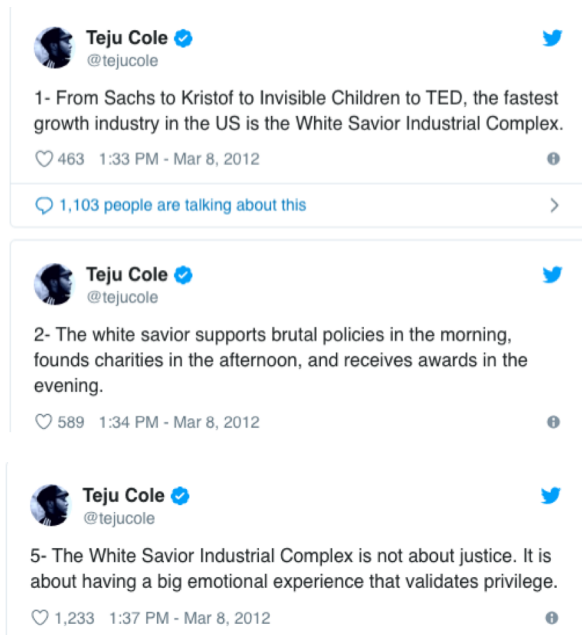 Teju Cole
@tejucole
1- From Sachs to Kristof to Invisible Children to TED, the fastest
growth industry in the US is the White Savior Industrial Complex.
463 1:33 PM - Mar 8, 2012
1,103 people are talking about this
Teju Cole
@tejucole
2- The white savior supports brutal policies in the morning,
founds charities in the afternoon, and receives awards in the
evening.
589 1:34 PM - Mar 8, 2012
Teju Cole
@tejucole
5- The White Savior Industrial Complex is not about justice. It is
about having a big emotional experience that validates privilege.
1,233 1:37 PM - Mar 8, 2012